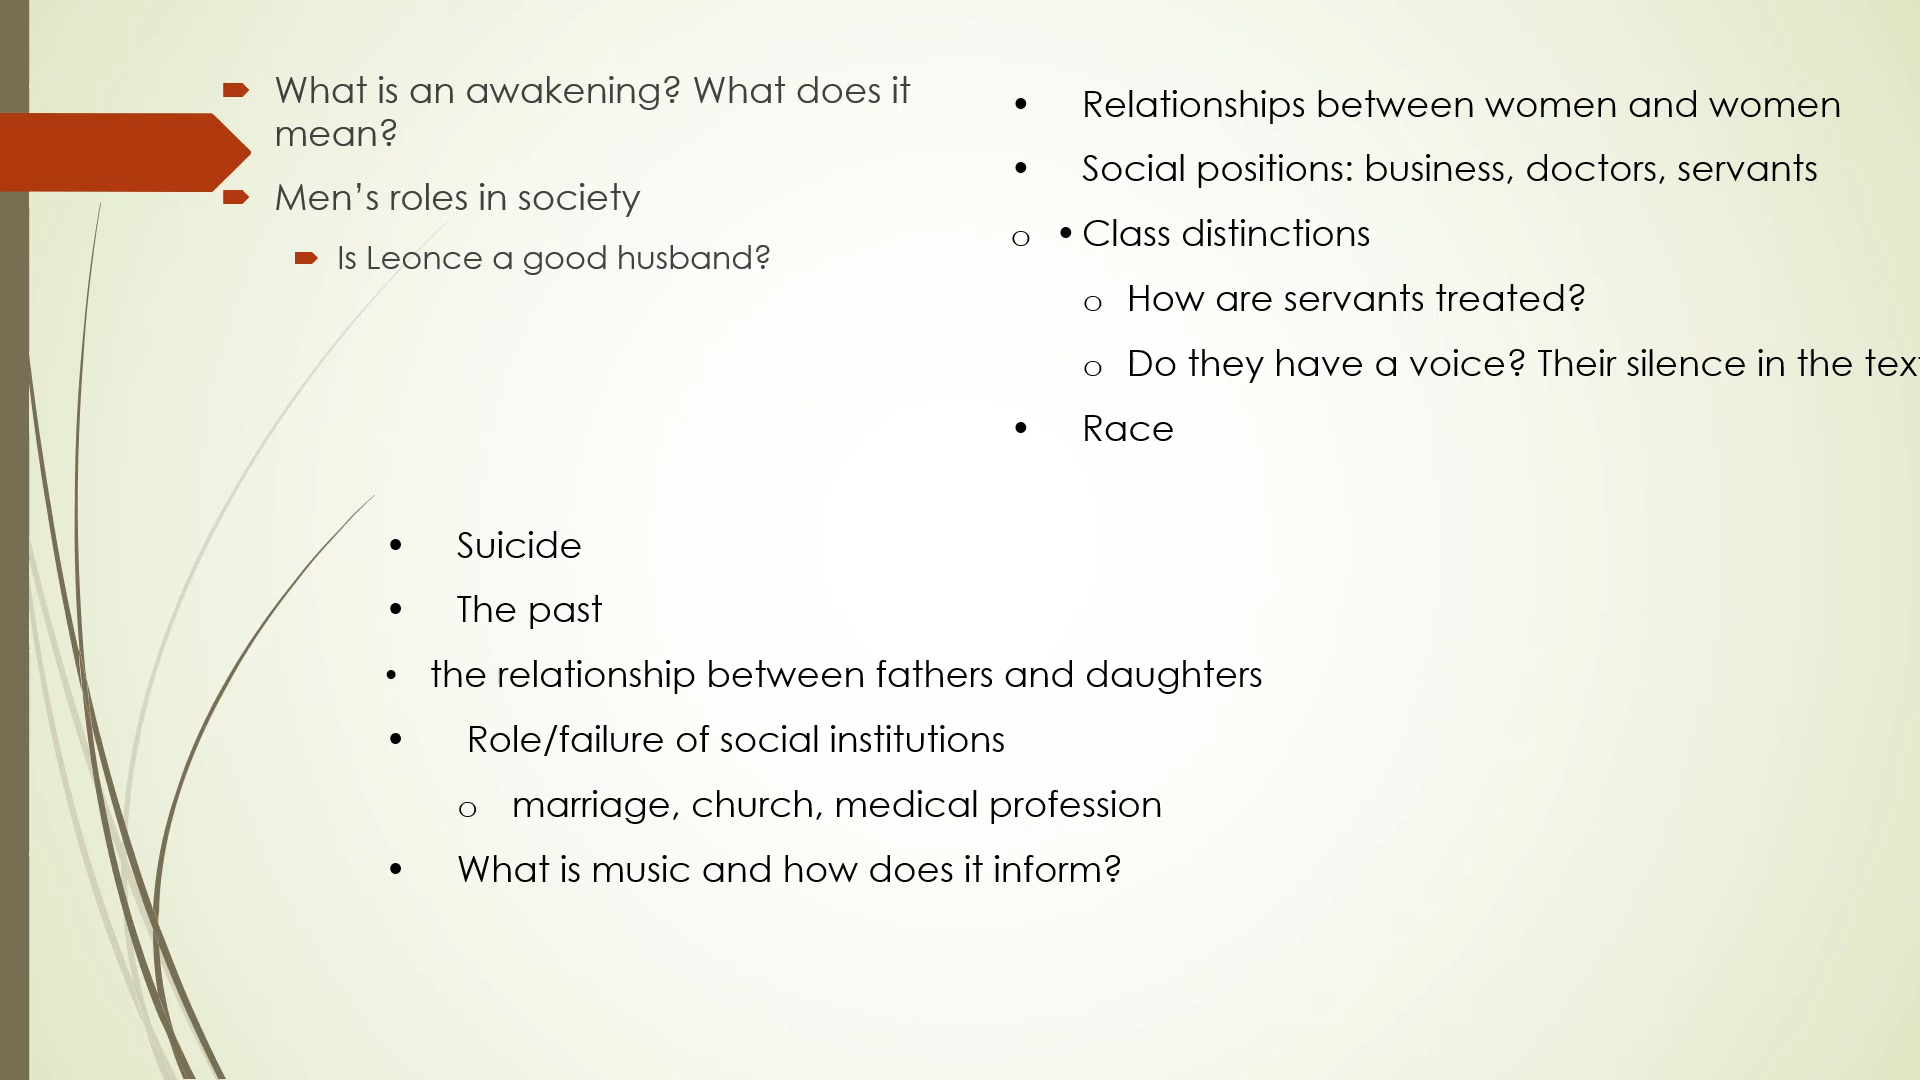 What is an awakening? What does it
mean?
Men’s roles in society
Is Leonce a good husband?
• Relationships between women and women
• Social positions: business, doctors, servants
o • Class distinctions
o How are servants treated?
o Do they have a voice? Their silence in the tex
• Race
• Suicide
• The past
• the relationship between fathers and daughters
• Role/failure of social institutions
o marriage, church, medical profession
• What is music and how does it inform?